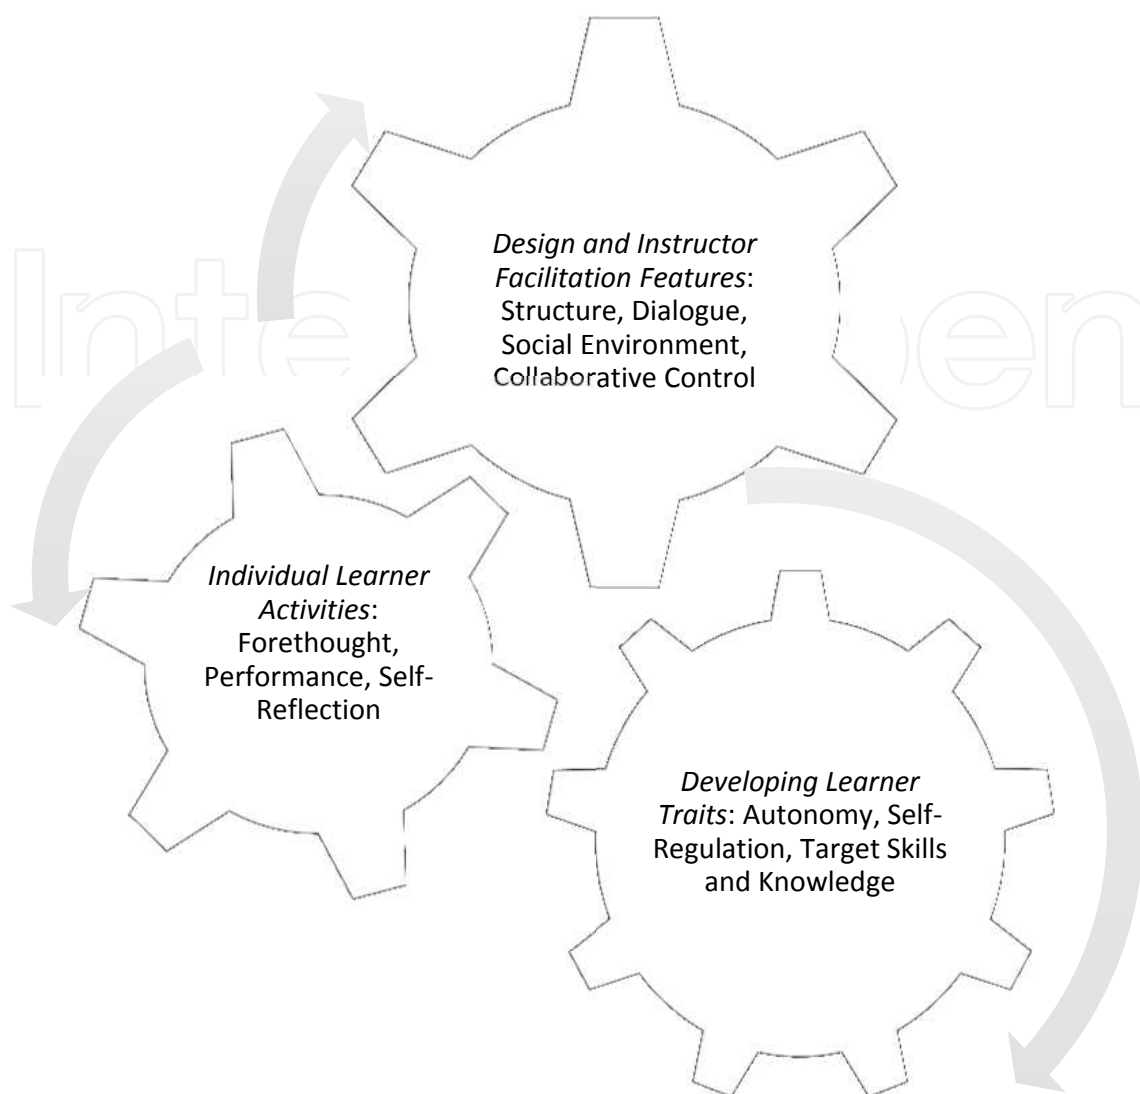 Design and Instructor
Facilitation Features:
Structure, Dialogue,
Social Environment,
Collaborative Control
Individual Learner
Activities:
Forethought,
Performance, Self-
Reflection
Developing Learner
Traits: Autonomy, Self-
Regulation, Target Skills
and Knowledge